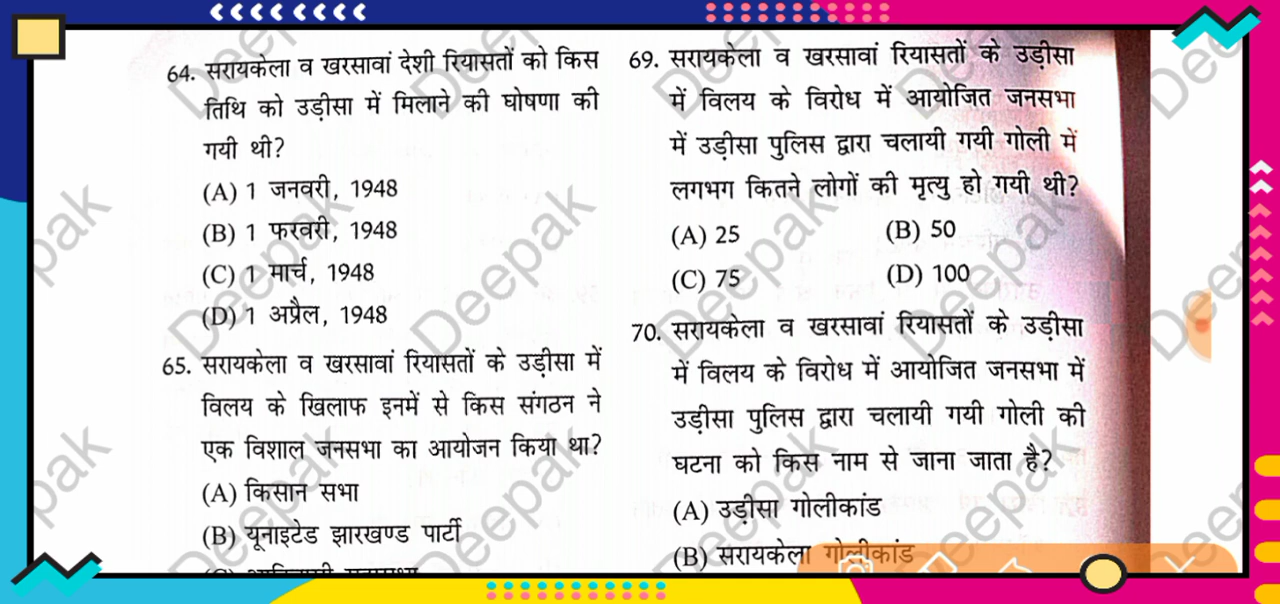 64. सरायकेला व खरसावां देशी रियासतों को किस
तिथि को उड़ीसा में मिलाने की घोषणा की
गयी थी?
(A) 1 जनवरी, 1948
(B) 1 फरवरी, 1948
(C) 1 मार्च, 1948
(D) 1 अप्रैल, 1948
65. सरायकेला व खरसावां रियासतों के उड़ीसा में
विलय के खिलाफ इनमें से किस संगठन ने
एक विशाल जनसभा का आयोजन किया था?
(A) किसान सभा
(B) यूनाइटेड झारखण्ड पार्टी
69. सरायकेला व खरसावां रियासतों के उड़ीसा
में विलय के विरोध में आयोजित जनसभा
में उड़ीसा पुलिस द्वारा चलायी गयी गोली में
लगभग कितने लोगों की मृत्यु हो गयी थी?
(A) 25 (B) 50
(C) 75 (D) 100
70. सरायकेला व खरसावां रियासतों के उड़ीसा
में विलय के विरोध में आयोजित जनसभा में
उड़ीसा पुलिस द्वारा चलायी गयी गोली की
घटना को किस नाम से जाना जाता है?
(A) उड़ीसा गोलीकांड
(B) सरायकेला गोलीकांड
Deepak